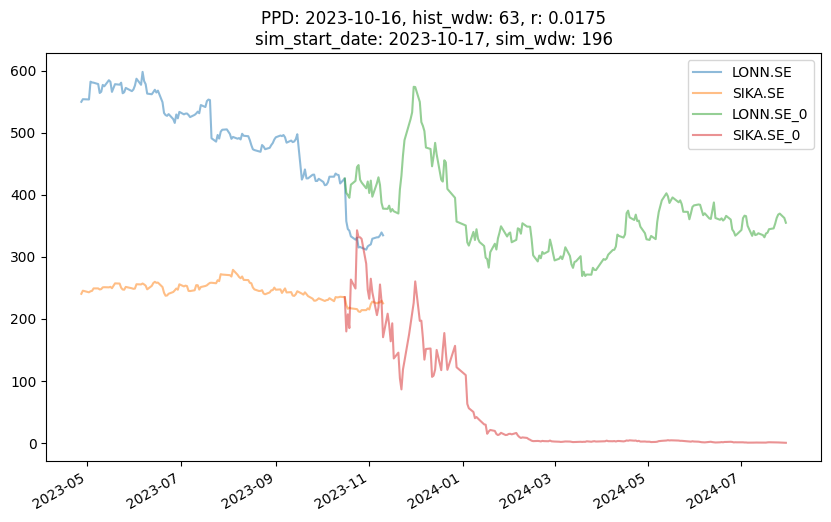 PPD: 2023-10-16, hist_wdw: 63, r: 0.0175
sim_start_date: 2023-10-17, sim_wdw: 196
LONN.SE
SIKA.SE
LONN.SE_0
SIKA.SE_0
600
500
400
300
200
100
0
2023-05
2023-07
2023-09
2023-11
2024-01
2024-03
2024-05
2024-07